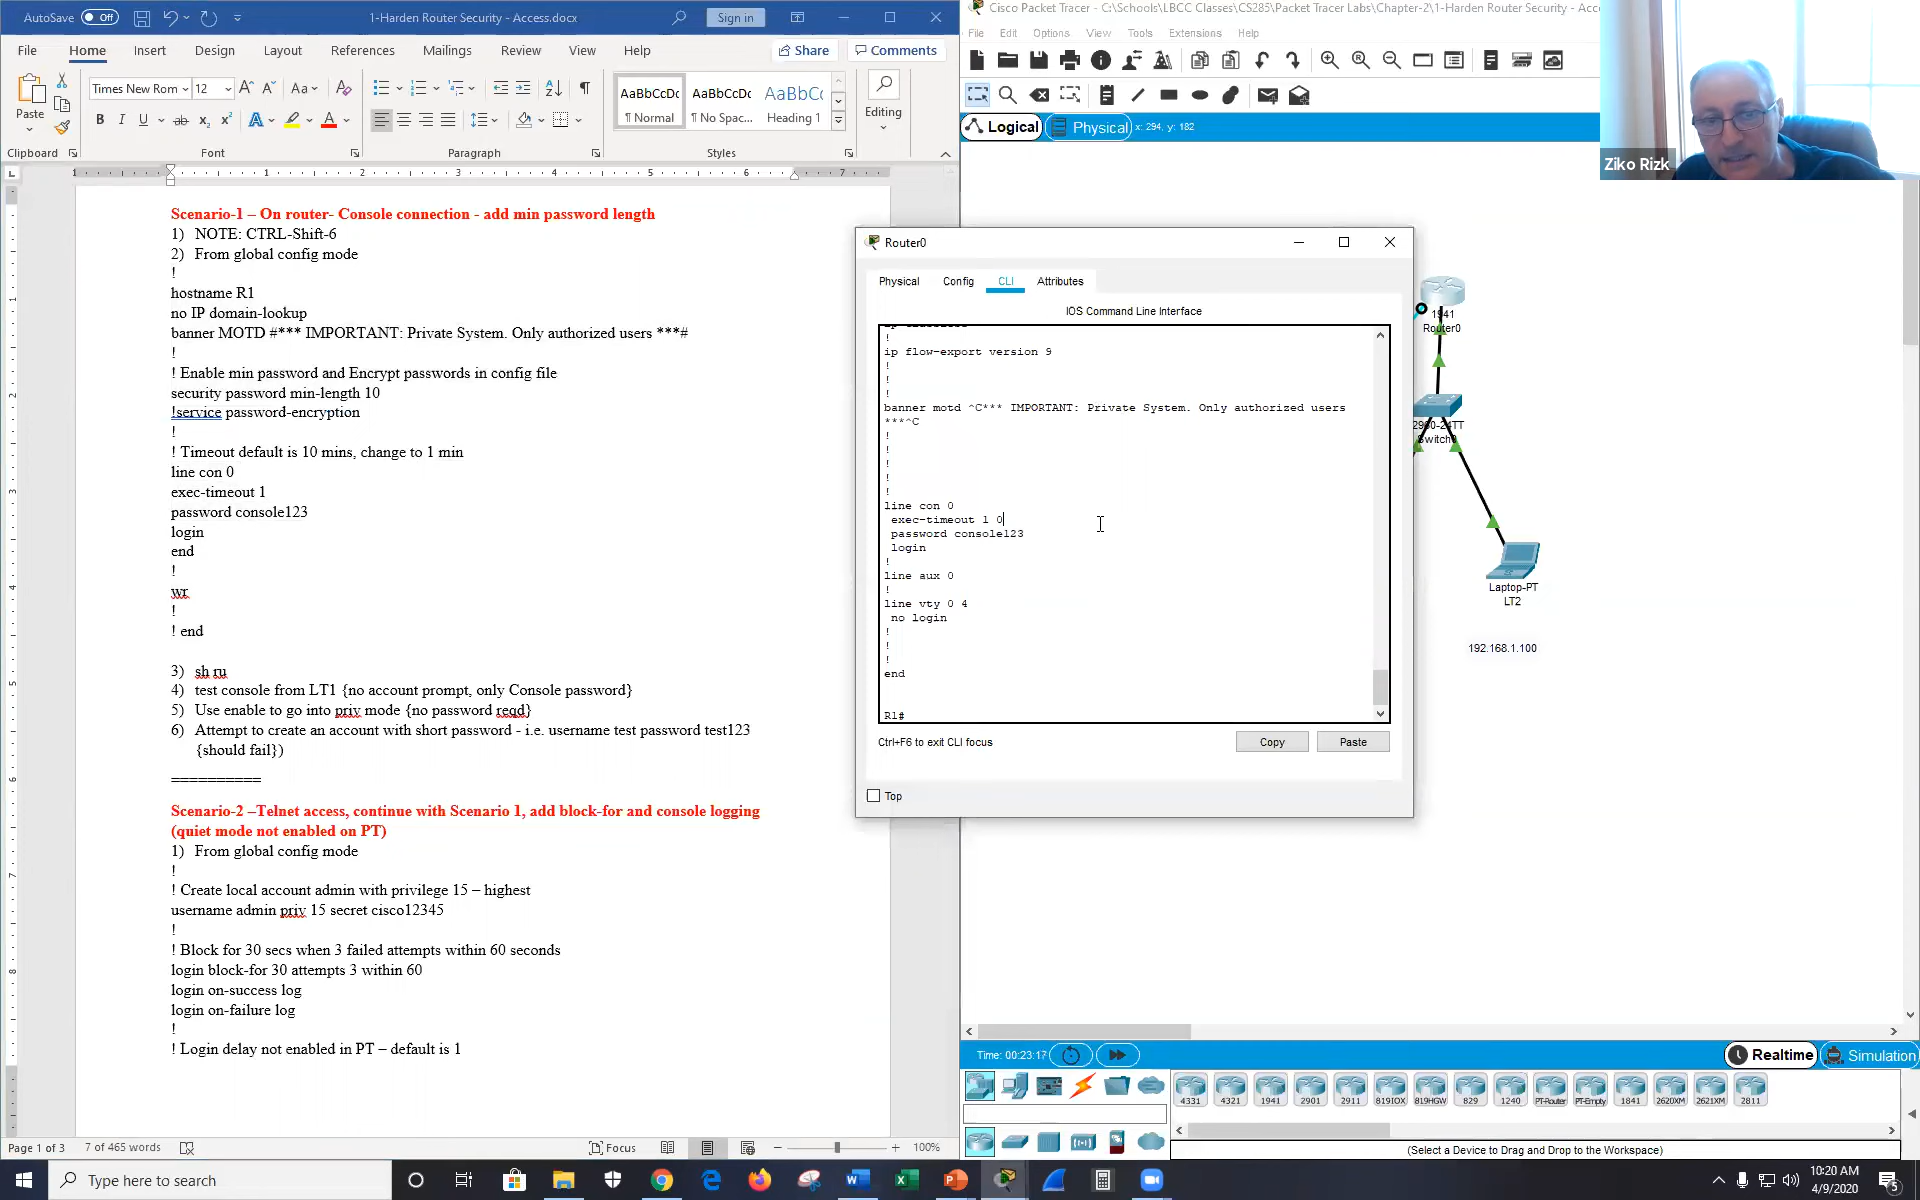 AutoSave Off
1-Harden Router Security - Access.docx
Sign in
File Home Insert Design Layout References Mailings Review View Help
Share Comments
Paste
Times New Rom 12
Aa
B I U ab x₂ x²
AaBbCcDc AaBbCcDc AaBbC
¶ Normal ¶ No Spac... Heading 1
Editing
Clipboard Font Paragraph Styles
1 1 2 3 4 5 6 7
Scenario-1 – On router- Console connection - add min password length
1) NOTE: CTRL-Shift-6
2) From global config mode
!
hostname R1
no IP domain-lookup
banner MOTD #*** IMPORTANT: Private System. Only authorized users ***#
!
! Enable min password and Encrypt passwords in config file
security password min-length 10
!service password-encryption
!
! Timeout default is 10 mins, change to 1 min
line con 0
exec-timeout 1
password console123
login
end
!
wr
!
! end
3) sh ru
4) test console from LT1 {no account prompt, only Console password}
5) Use enable to go into priv mode {no password reqd}
6) Attempt to create an account with short password - i.e. username test password test123
{should fail})
==========
Scenario-2 –Telnet access, continue with Scenario 1, add block-for and console logging
(quiet mode not enabled on PT)
1) From global config mode
!
! Create local account admin with privilege 15 – highest
username admin priv 15 secret cisco12345
!
! Block for 30 secs when 3 failed attempts within 60 seconds
login block-for 30 attempts 3 within 60
login on-success log
login on-failure log
!
! Login delay not enabled in PT – default is 1
Page 1 of 3 7 of 465 words
Focus
100%
Cisco Packet Tracer - C:\Schools\LBCC Classes\CS285\Packet Tracer Labs\Chapter-2\1-Harden Router Security - Acce
File Edit Options View Tools Extensions Help
Logical Physical x: 294, y: 182
Ziko Rizk
Router0
Physical Config CLI Attributes
IOS Command Line Interface
!
ip flow-export version 9
!
!
!
banner motd ^C*** IMPORTANT: Private System. Only authorized users
***^C
!
!
!
!
!
line con 0
exec-timeout 1 0
password console123
login
!
line aux 0
!
line vty 0 4
no login
!
!
!
end
R1#
Ctrl+F6 to exit CLI focus
Copy Paste
Top
1941
Router0
2960-24TT
Switch0
Laptop-PT
LT2
192.168.1.100
Time: 00:23:17
Realtime Simulation
4331 4321 1941 2901 2911 819IOX 819HGW 829 1240 PT-Router PT-Empty 1841 2620XM 2621XM 2811
(Select a Device to Drag and Drop to the Workspace)
Type here to search
10:20 AM
4/9/2020
5